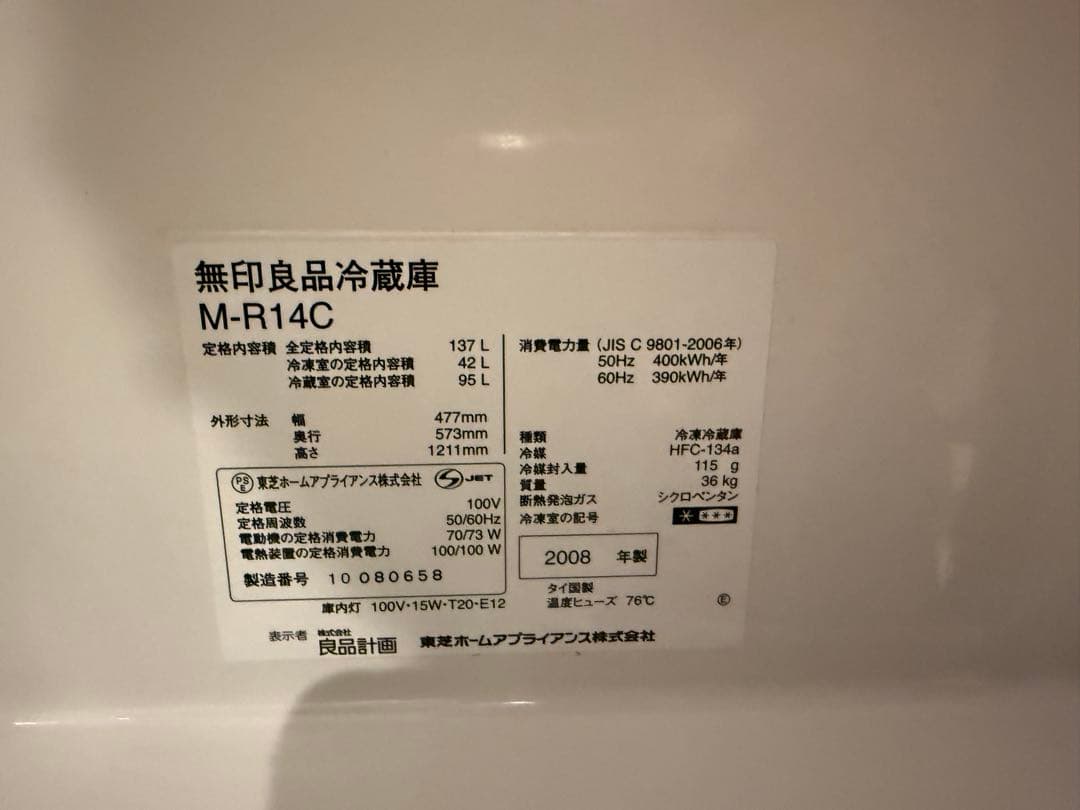 無印良品冷蔵庫
M-R14C
定格内容積 全定格内容積 137 L
冷凍室の定格内容積 42 L
冷蔵室の定格内容積 95 L
外形寸法 幅 477mm
奥行 573mm
高さ 1211mm
PSE 東芝ホームアプライアンス株式会社 JET
定格電圧 100V
定格周波数 50/60Hz
電動機の定格消費電力 70/73 W
電熱装置の定格消費電力 100/100 W
製造番号 10 080658
庫内灯 100V・15W・T20・E12
消費電力量 (JIS C 9801-2006年)
50Hz 400kWh/年
60Hz 390kWh/年
種類 冷凍冷蔵庫
冷媒 HFC-134a
冷媒封入量 115 g
質量 36 kg
断熱発泡ガス シクロペンタン
冷凍室の記号 * ***
2008 年製
タイ国製
温度ヒューズ 76℃ Ⓔ
表示者 株式会社 良品計画 東芝ホームアプライアンス株式会社